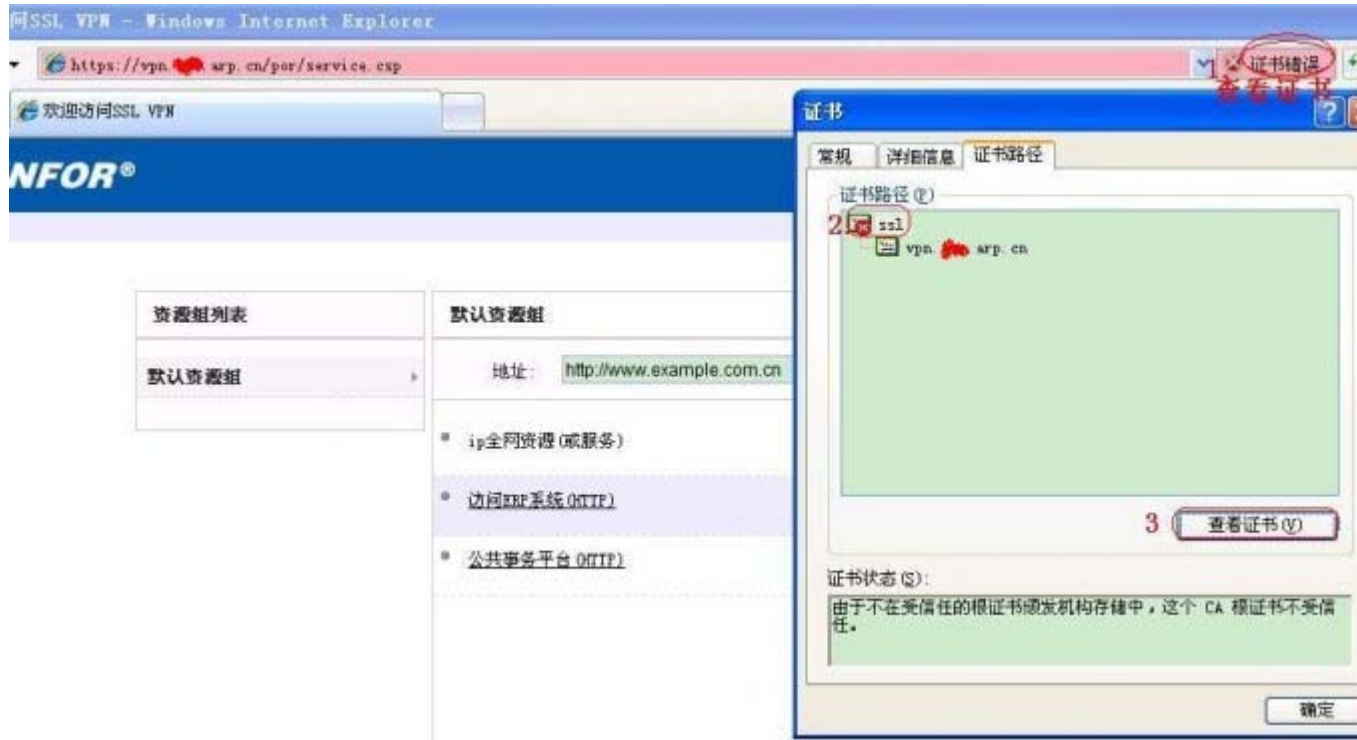 问SSL VPN - Windows Internet Explorer
https://vpn. arp.cn/por/service.csp
1
证书错误
查看证书
欢迎访问SSL VPN
证书
NFOR®
常规 详细信息 证书路径
证书路径(P)
2
ssl
vpn. arp.cn
资源组列表
默认资源组
默认资源组
地址: http://www.example.com.cn
ip全网资源(或服务)
访问ERP系统(HTTP)
公共事务平台(HTTP)
3 查看证书(V)
证书状态(S):
由于不在受信任的根证书颁发机构存储中，这个 CA 根证书不受信
任。
确定